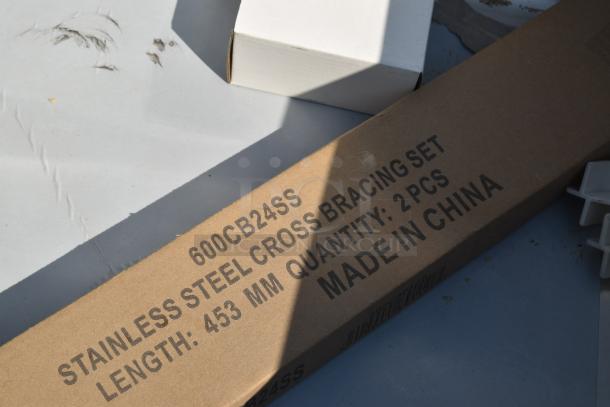 600CB24SS
STAINLESS STEEL CROSS BRACING SET
LENGTH: 453 MM QUANTITY: 2 PCS
MADE IN CHINA